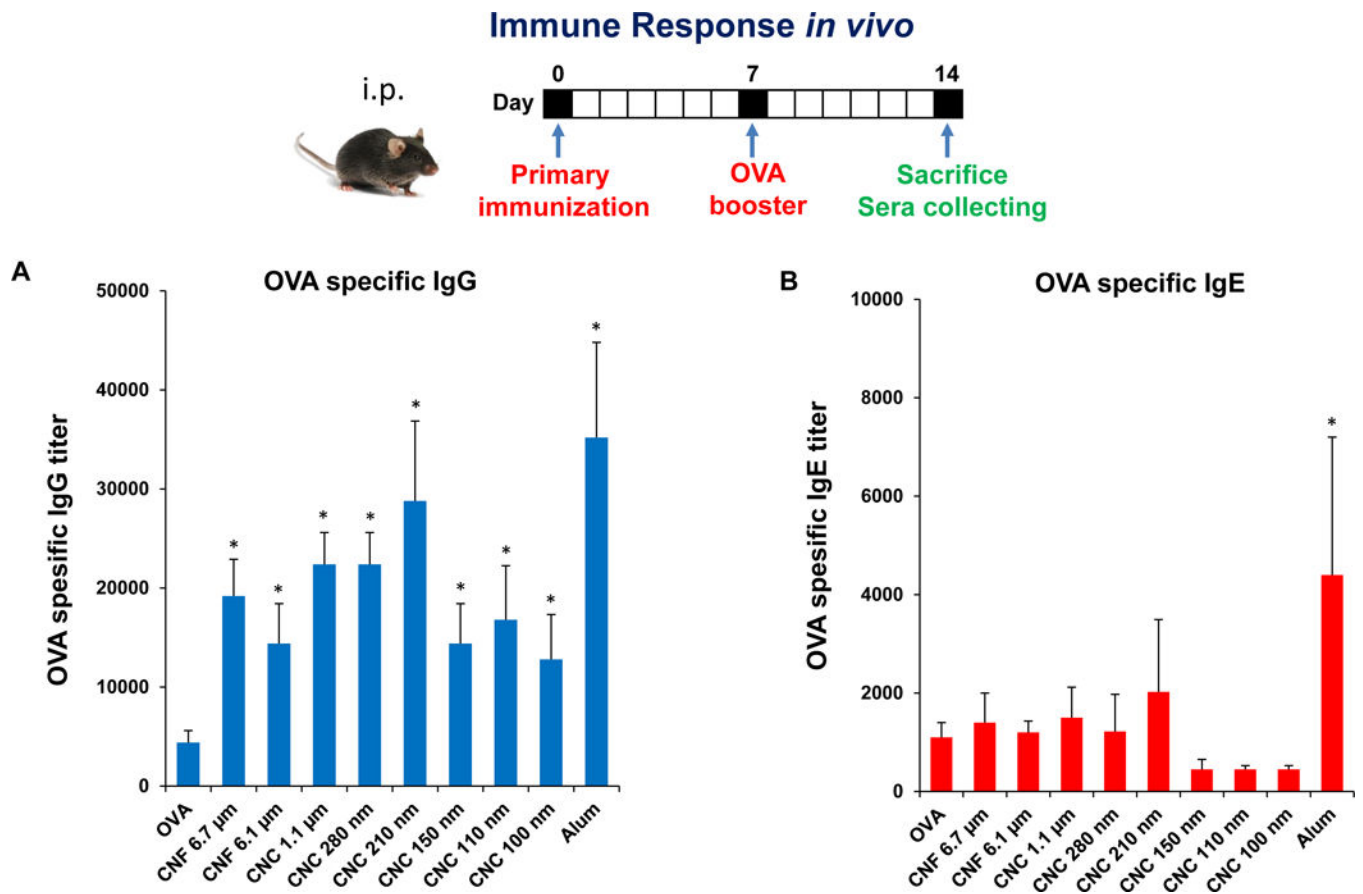 Immune Response in vivo
i.p.
0 7 14
Day
Primary immunization
OVA booster
Sacrifice
Sera collecting
A
OVA specific IgG
OVA spesific IgG titer
50000
40000
30000
20000
10000
0
OVA
CNF 6.7 µm
CNF 6.1 µm
CNC 1.1 µm
CNC 280 nm
CNC 210 nm
CNC 150 nm
CNC 110 nm
CNC 100 nm
Alum
* * * * * * * * *
B
OVA specific IgE
OVA spesific IgE titer
10000
8000
6000
4000
2000
0
OVA
CNF 6.7 µm
CNF 6.1 µm
CNC 1.1 µm
CNC 280 nm
CNC 210 nm
CNC 150 nm
CNC 110 nm
CNC 100 nm
Alum
*